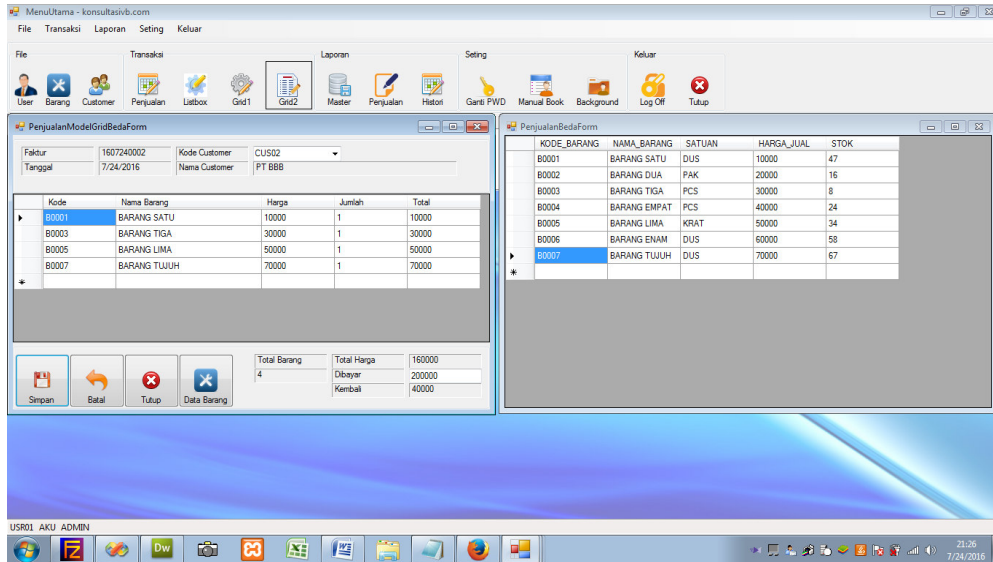 MenuUtama - konsultasivb.com
File Transaksi Laporan Seting Keluar
File Transaksi Laporan Seting Keluar
User Barang Customer Penjualan Listbox Grid1 Grid2 Master Penjualan Histori Ganti PWD Manual Book Background Log Off Tutup
PenjualanModelGridBedaForm
Faktur 1607240002 Kode Customer CUS02
Tanggal 7/24/2016 Nama Customer PT BBB
Kode Nama Barang Harga Jumlah Total
B0001 BARANG SATU 10000 1 10000
B0003 BARANG TIGA 30000 1 30000
B0005 BARANG LIMA 50000 1 50000
B0007 BARANG TUJUH 70000 1 70000
Total Barang Total Harga 160000
4 Dibayar 200000
Kembali 40000
Simpan Batal Tutup Data Barang
PenjualanBedaForm
KODE_BARANG NAMA_BARANG SATUAN HARGA_JUAL STOK
B0001 BARANG SATU DUS 10000 47
B0002 BARANG DUA PAK 20000 16
B0003 BARANG TIGA PCS 30000 8
B0004 BARANG EMPAT PCS 40000 24
B0005 BARANG LIMA KRAT 50000 34
B0006 BARANG ENAM DUS 60000 58
B0007 BARANG TUJUH DUS 70000 67
USR01 AKU ADMIN
Dw
21:26
7/24/2016